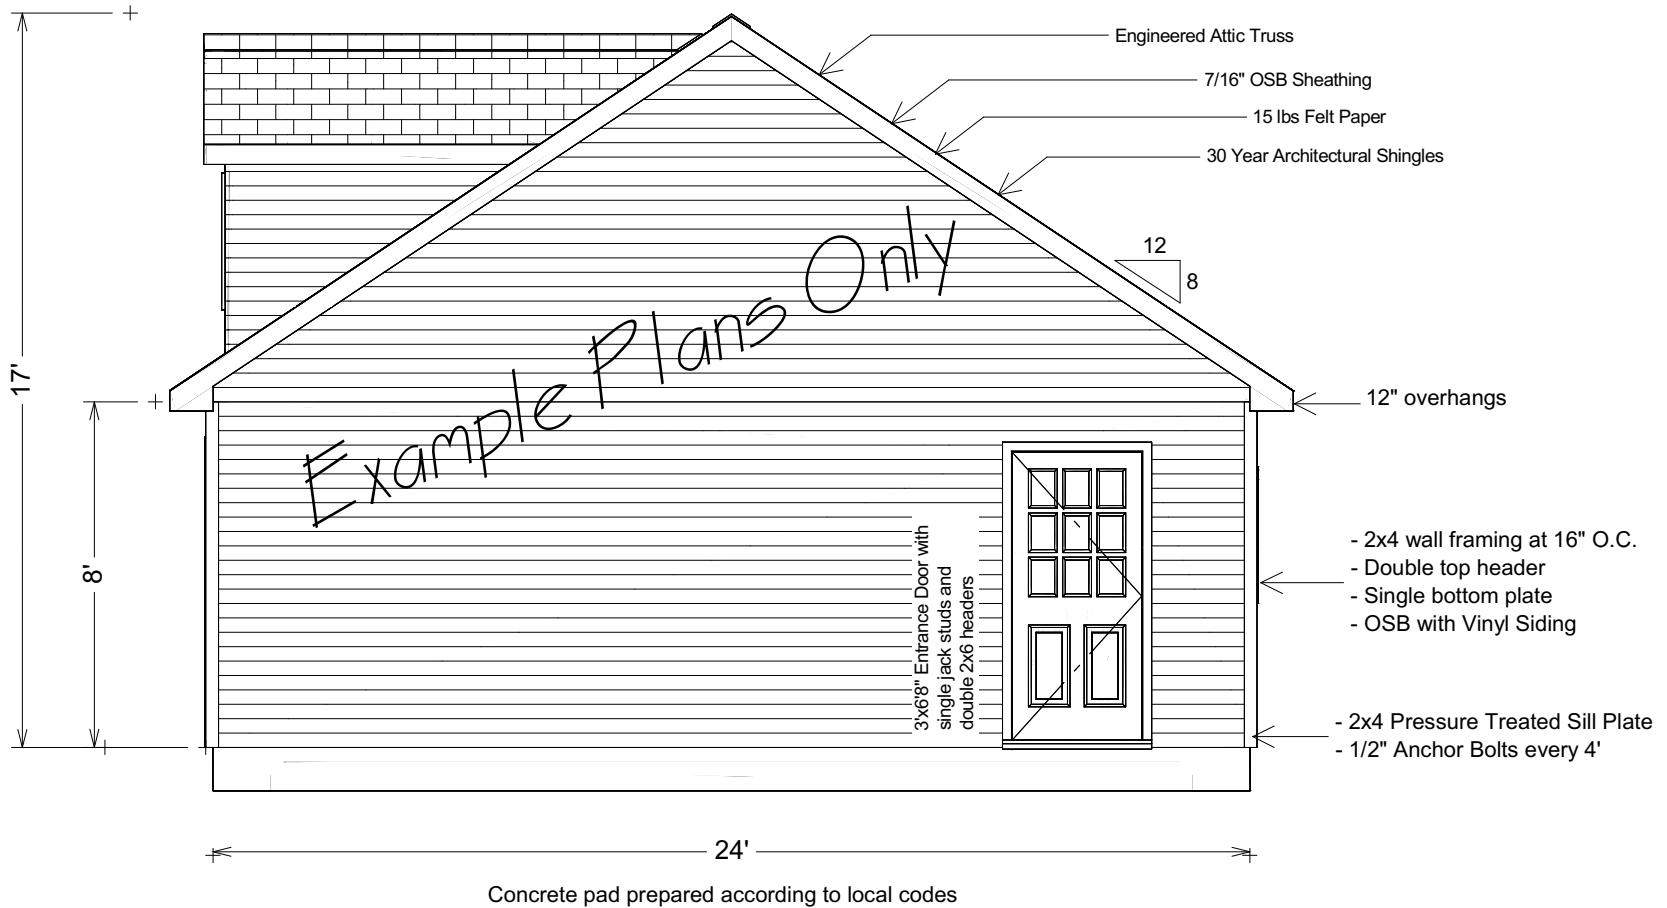 Engineered Attic Truss
7/16" OSB Sheathing
15 lbs Felt Paper
30 Year Architectural Shingles
12
8
17'
8'
Example Plans Only
12" overhangs
3'x6'8" Entrance Door with
single jack studs and
double 2x6 headers
- 2x4 wall framing at 16" O.C.
- Double top header
- Single bottom plate
- OSB with Vinyl Siding
- 2x4 Pressure Treated Sill Plate
- 1/2" Anchor Bolts every 4'
24'
Concrete pad prepared according to local codes